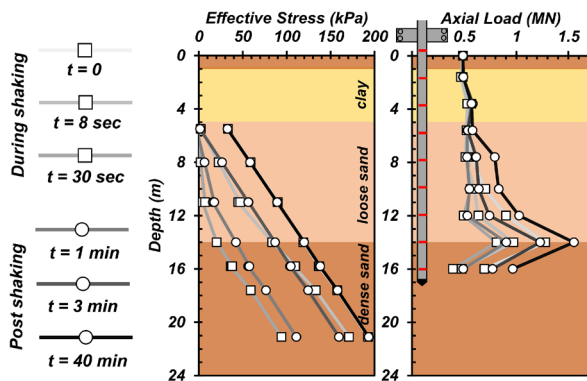 During shaking
t = 0
t = 8 sec
t = 30 sec
Post shaking
t = 1 min
t = 3 min
t = 40 min
Effective Stress (kPa)
0 50 100 150 200
Depth (m)
0
4
8
12
16
20
24
clay
loose sand
dense sand
Axial Load (MN)
0.5 1 1.5
0
4
8
12
16
20
24